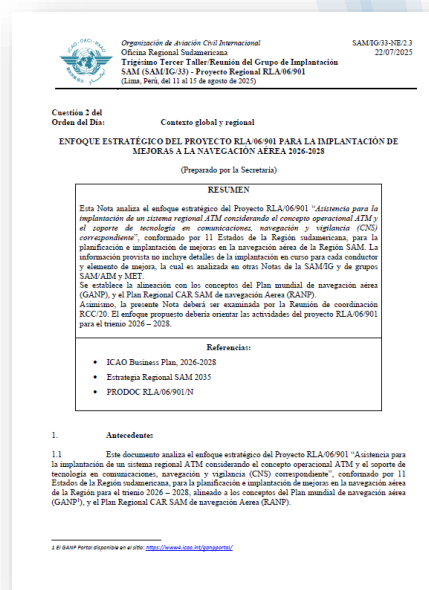 Organización de Aviación Civil Internacional
SAM/IG/33-NE/2.3
Oficina Regional Sudamericana
22/07/2025
Trigésimo Tercer Taller/Reunión del Grupo de Implantación
SAM (SAM/IG/33) - Proyecto Regional RLA/06/901
(Lima, Perú, del 11 al 15 de agosto de 2025)
Cuestión 2 del
Orden del Día:
Contexto global y regional
ENFOQUE ESTRATÉGICO DEL PROYECTO RLA/06/901 PARA LA IMPLANTACIÓN DE
MEJORAS A LA NAVEGACIÓN AÉREA 2026-2028
(Preparado por la Secretaría)
RESUMEN
Esta Nota analiza el enfoque estratégico del Proyecto RLA/06/901 “Asistencia para la
implantación de un sistema regional ATM considerando el concepto operacional ATM y
el soporte de tecnología en comunicaciones, navegación y vigilancia (CNS)
correspondiente”, conformado por 11 Estados de la Región sudamericana, para la
planificación e implantación de mejoras en la navegación aérea de la Región SAM. La
información provista no incluye detalles de la implantación en curso para cada conductor
y elemento de mejora, la cual es analizada en otras Notas de la SAM/IG y de grupos
SAM/AIM y MET.
Se establece la alineación con los conceptos del Plan mundial de navegación aérea
(GANP), y el Plan Regional CAR SAM de navegación Aerea (RANP).
Asimismo, la presente Nota deberá ser examinada por la Reunión de coordinación
RCC/20. El enfoque propuesto debería orientar las actividades del proyecto RLA/06/901
para el trienio 2026 – 2028.
Referencias:
• ICAO Business Plan, 2026-2028
• Estrategia Regional SAM 2035
• PRODOC RLA/06/901/N
1. Antecedentes
1.1 Este documento analiza el enfoque estratégico del Proyecto RLA/06/901 “Asistencia para
la implantación de un sistema regional ATM considerando el concepto operacional ATM y el soporte de
tecnología en comunicaciones, navegación y vigilancia (CNS) correspondiente”, conformado por 11
Estados de la Región sudamericana, para la planificación e implantación de mejoras en la navegación aérea
de la Región para el trienio 2026 – 2028, alineado a los conceptos del Plan mundial de navegación aérea
(GANP¹), y el Plan Regional CAR SAM de navegación Aerea (RANP).
1 El GANP Portal disponible en el sitio: https://www4.icao.int/ganpportal/